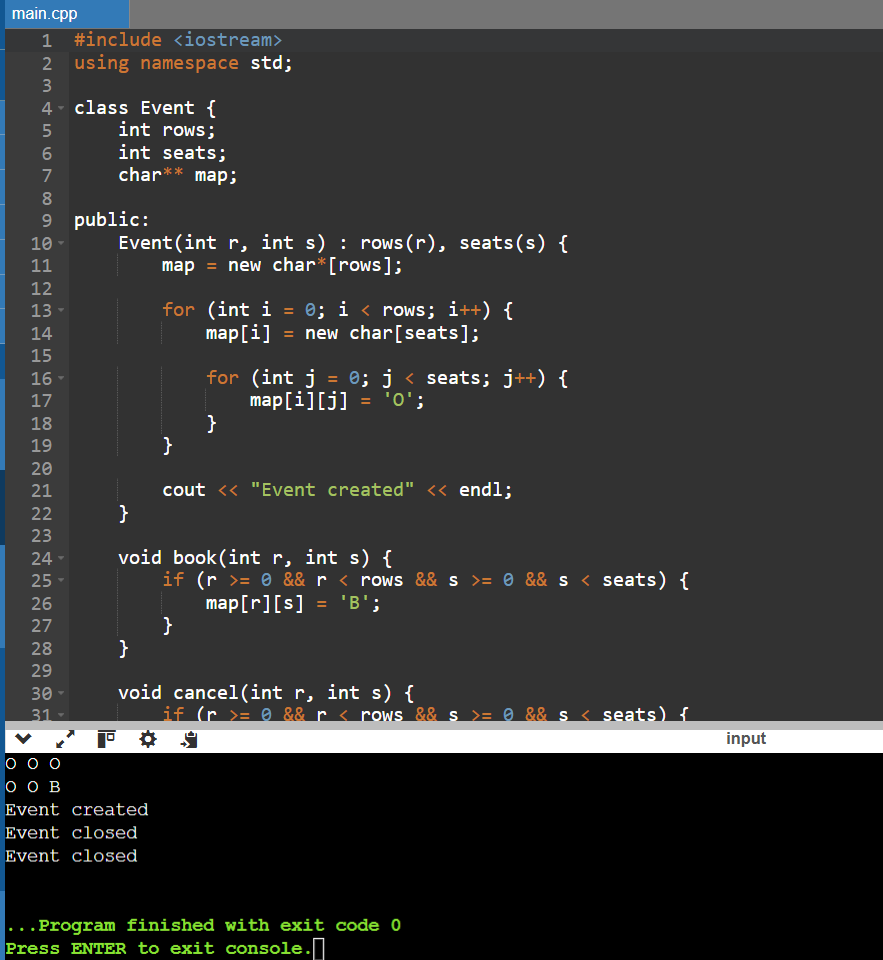 main.cpp
1 #include <iostream>
2 using namespace std;
3
4 class Event {
5     int rows;
6     int seats;
7     char** map;
8
9 public:
10     Event(int r, int s) : rows(r), seats(s) {
11         map = new char*[rows];
12
13         for (int i = 0; i < rows; i++) {
14             map[i] = new char[seats];
15
16             for (int j = 0; j < seats; j++) {
17                 map[i][j] = 'O';
18             }
19         }
20
21         cout << "Event created" << endl;
22     }
23
24     void book(int r, int s) {
25         if (r >= 0 && r < rows && s >= 0 && s < seats) {
26             map[r][s] = 'B';
27         }
28     }
29
30     void cancel(int r, int s) {
31         if (r >= 0 && r < rows && s >= 0 && s < seats) {
input
O O O
O O B
Event created
Event closed
Event closed
...Program finished with exit code 0
Press ENTER to exit console.